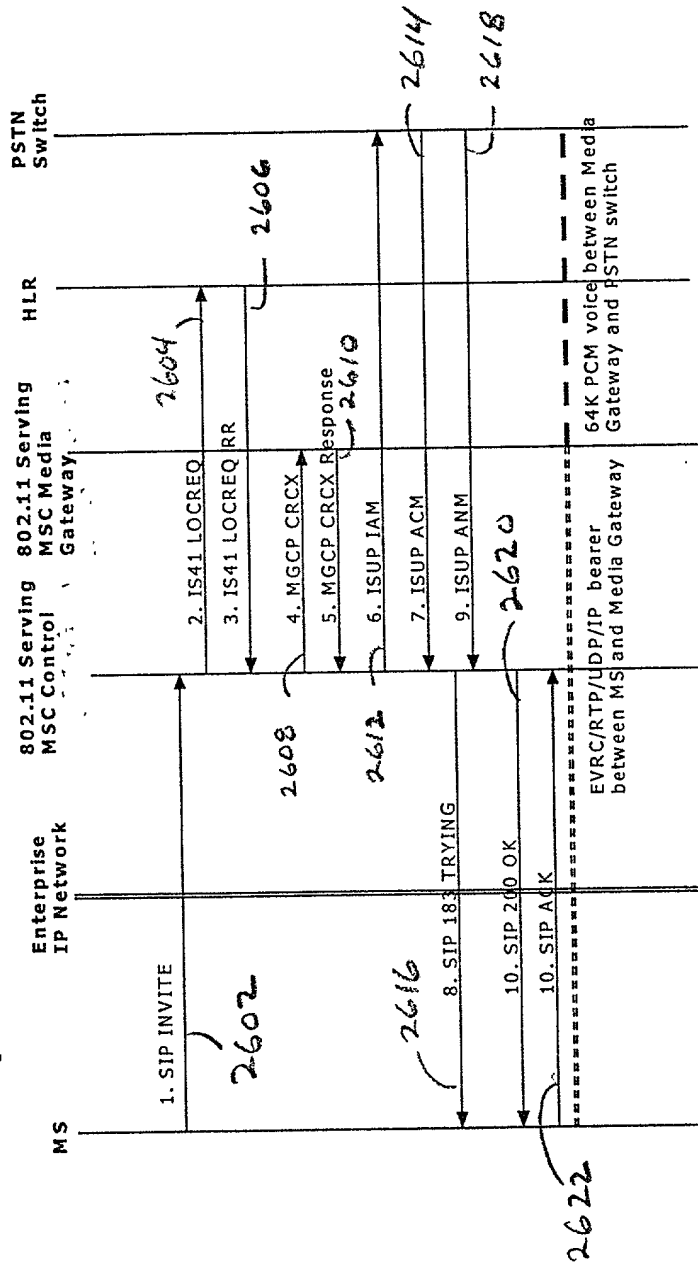 MS
Enterprise
IP Network
802.11 Serving
MSC Control
802.11 Serving
MSC Media
Gateway
HLR
PSTN
Switch
1. SIP INVITE
2602
2. IS41 LOCREQ
2604
3. IS41 LOCREQ RR
2606
4. MGCP CRCX
2608
5. MGCP CRCX Response
2610
6. ISUP IAM
2612
7. ISUP ACM
2614
8. SIP 183 TRYING
2616
9. ISUP ANM
2618
10. SIP 200 OK
2620
10. SIP ACK
2622
EVRC/RTP/UDP/IP bearer
between MS and Media Gateway
64K PCM voice between Media
Gateway and PSTN switch